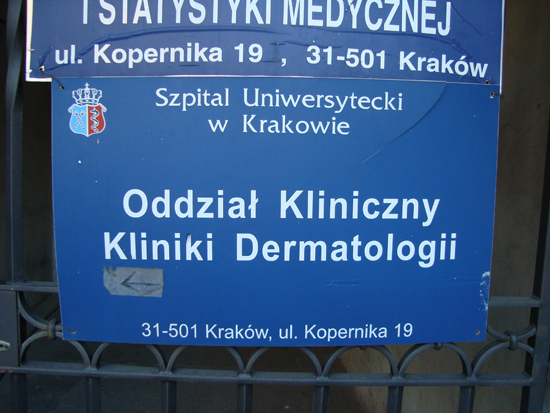 I STATYSTYKI MEDYCZNEJ
ul. Kopernika 19 , 31-501 Kraków
Szpital Uniwersytecki
w Krakowie
Oddział Kliniczny
Kliniki Dermatologii
31-501 Kraków, ul. Kopernika 19